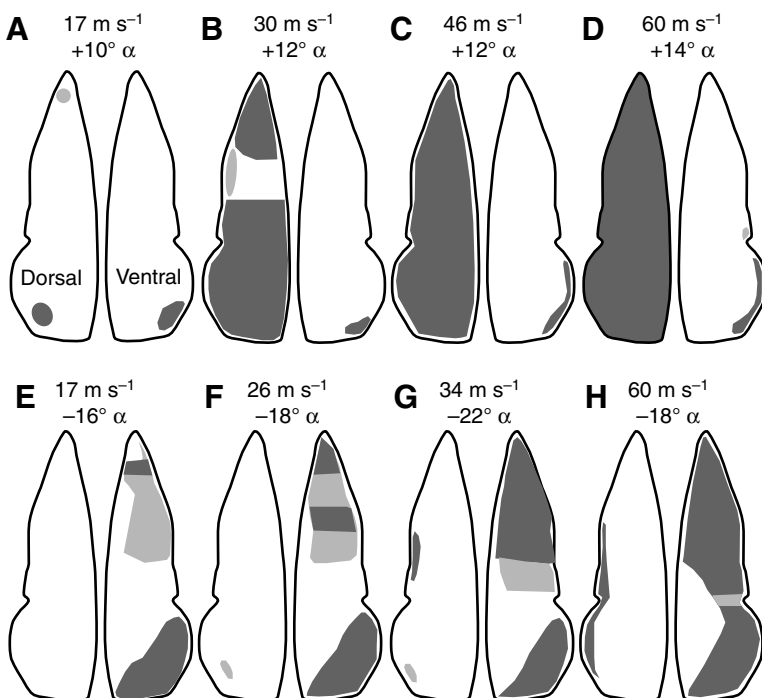 A 17 m s⁻¹
+10° α
B 30 m s⁻¹
+12° α
C 46 m s⁻¹
+12° α
D 60 m s⁻¹
+14° α
Dorsal
Ventral
E 17 m s⁻¹
–16° α
F 26 m s⁻¹
–18° α
G 34 m s⁻¹
–22° α
H 60 m s⁻¹
–18° α